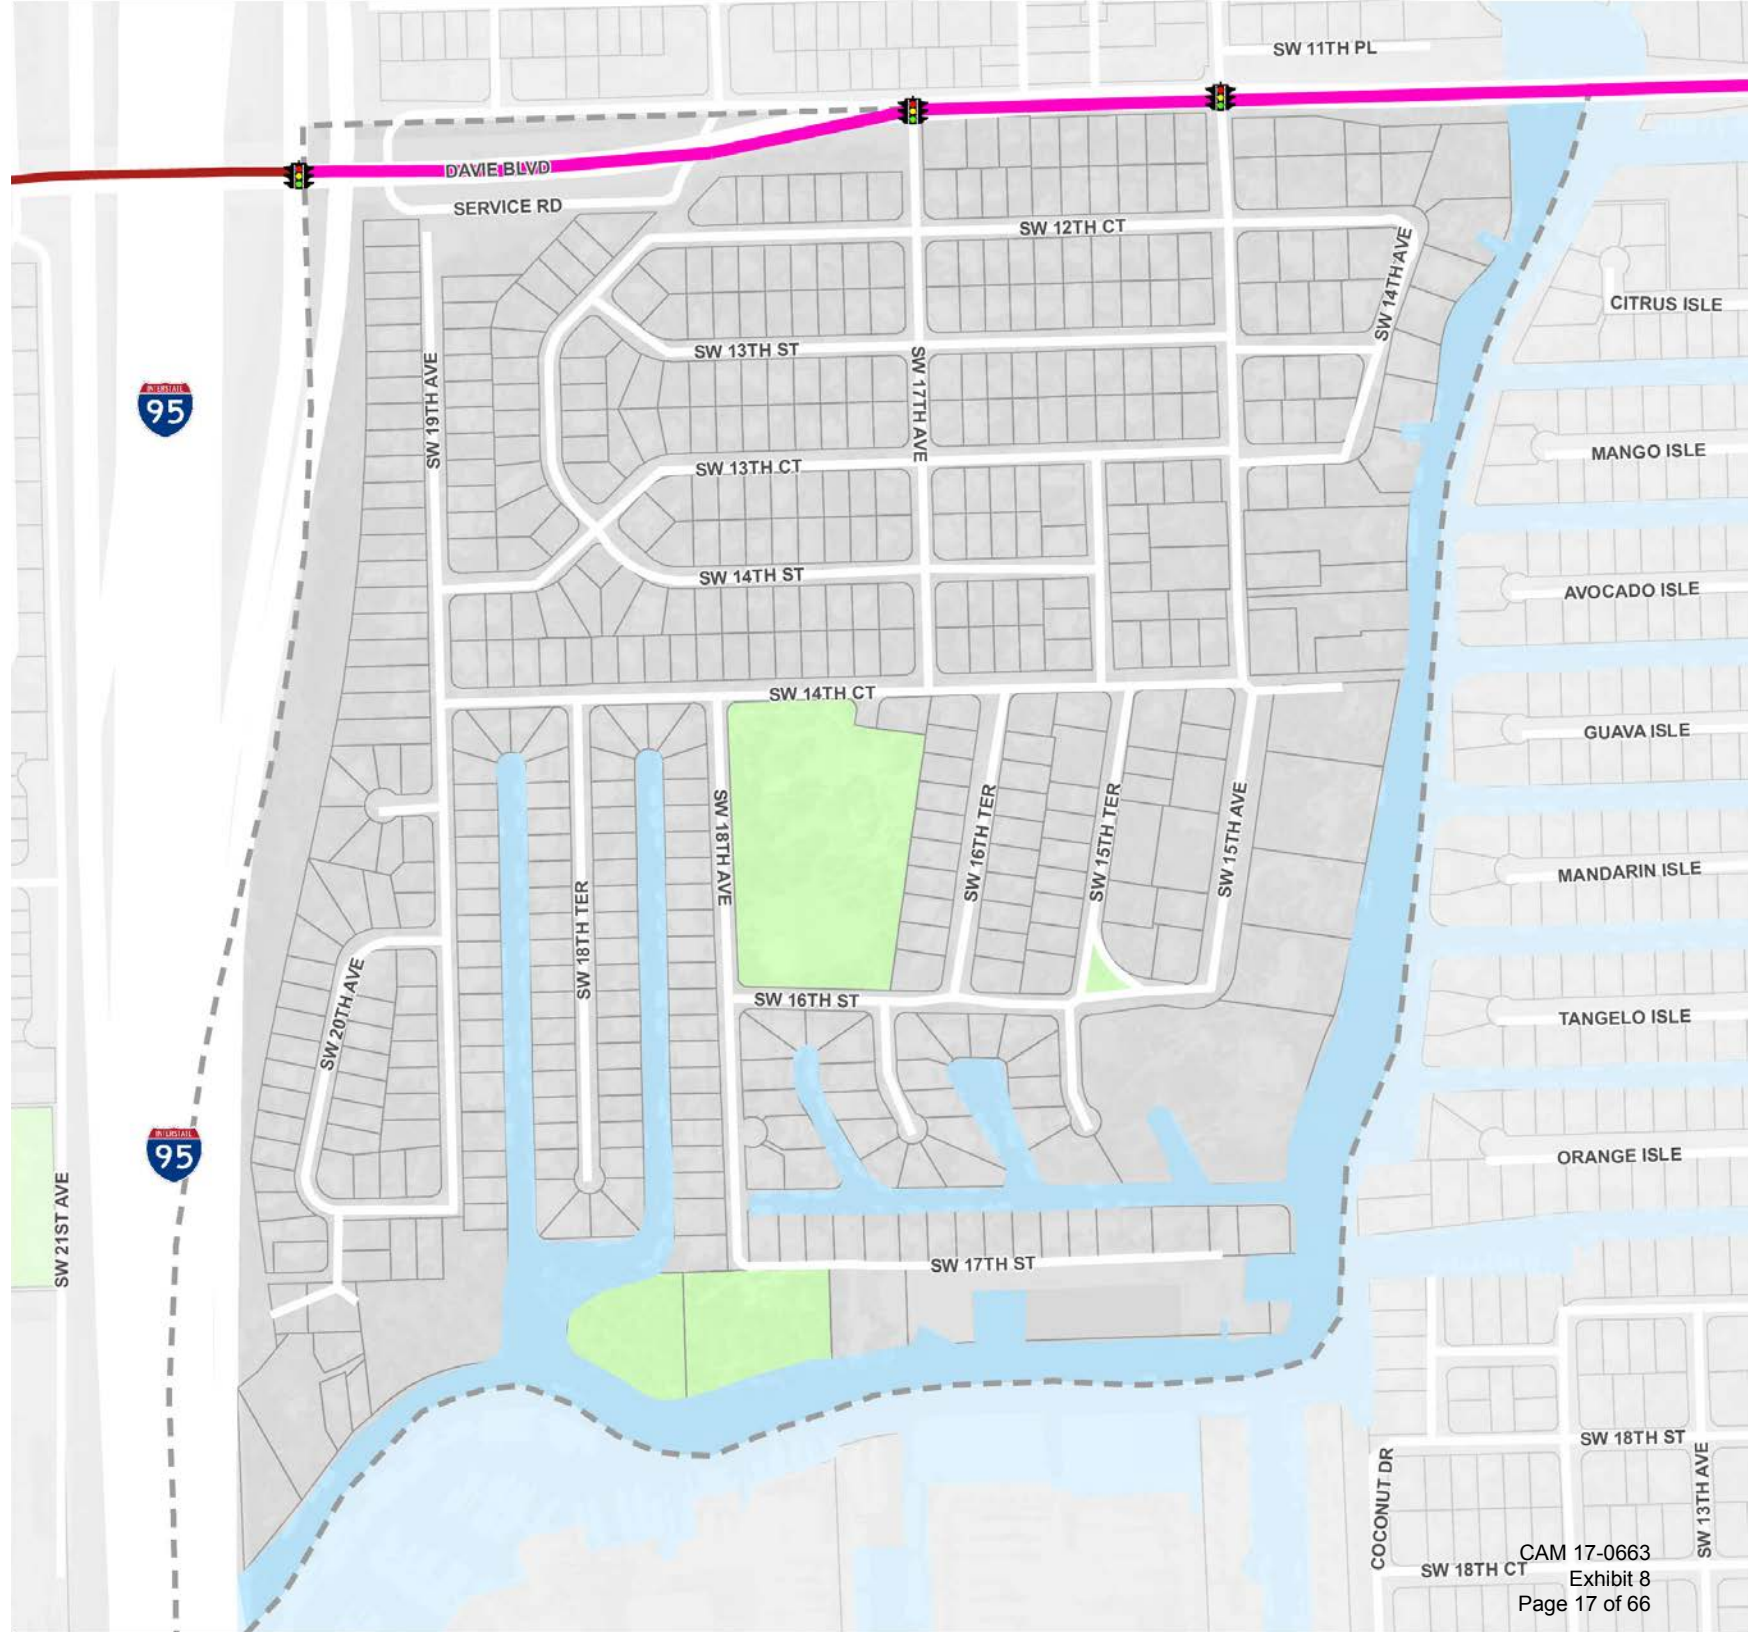 SW 11TH PL
DAVIE BLVD
SERVICE RD
SW 12TH CT
SW 14TH AVE
CITRUS ISLE
SW 13TH ST
SW 19TH AVE
SW 17TH AVE
INTERSTATE
95
MANGO ISLE
SW 13TH CT
SW 14TH ST
AVOCADO ISLE
SW 14TH CT
GUAVA ISLE
SW 18TH AVE
SW 16TH TER
SW 15TH TER
SW 15TH AVE
MANDARIN ISLE
SW 18TH TER
SW 20TH AVE
SW 16TH ST
TANGELO ISLE
INTERSTATE
95
ORANGE ISLE
SW 21ST AVE
SW 17TH ST
SW 18TH ST
COCONUT DR
SW 13TH AVE
SW 18TH CT
CAM 17-0663
Exhibit 8
Page 17 of 66